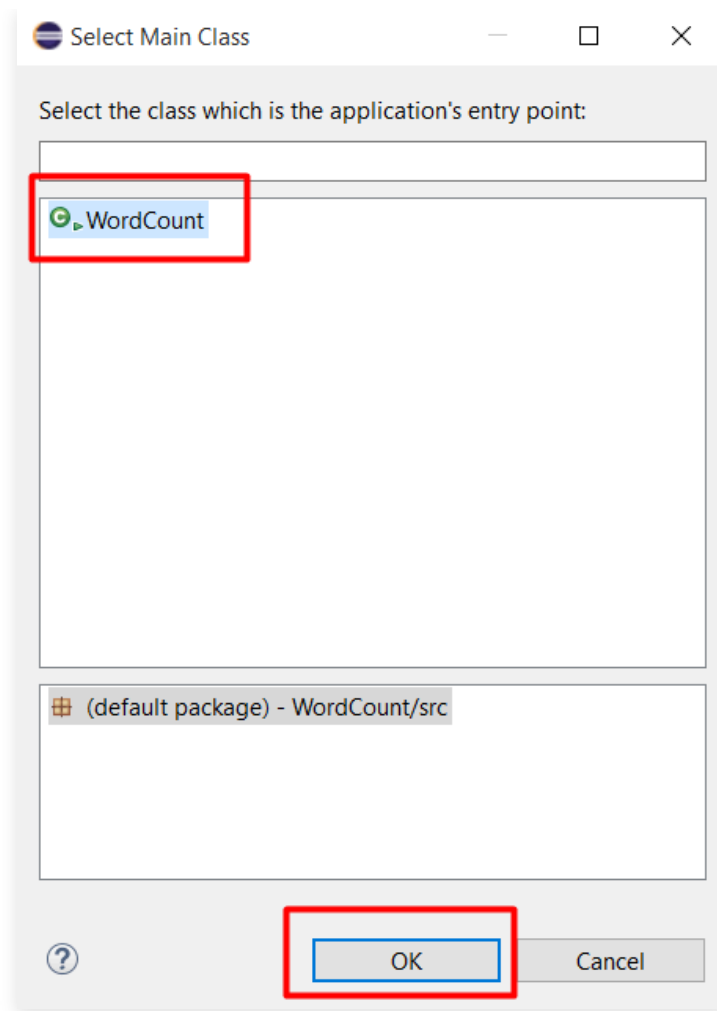 Select Main Class
Select the class which is the application's entry point:
WordCount
(default package) - WordCount/src
OK
Cancel